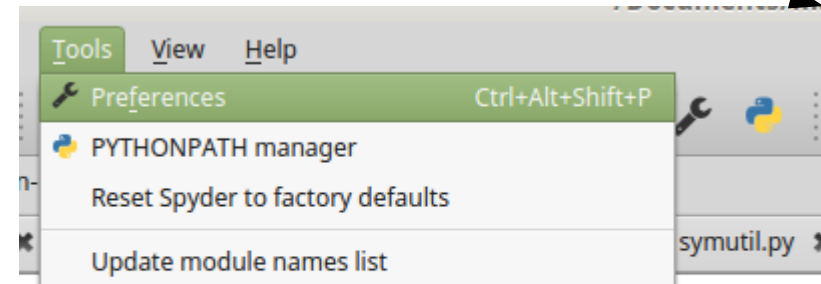 Tools View Help
Preferences Ctrl+Alt+Shift+P
PYTHONPATH manager
Reset Spyder to factory defaults
symutil.py
Update module names list